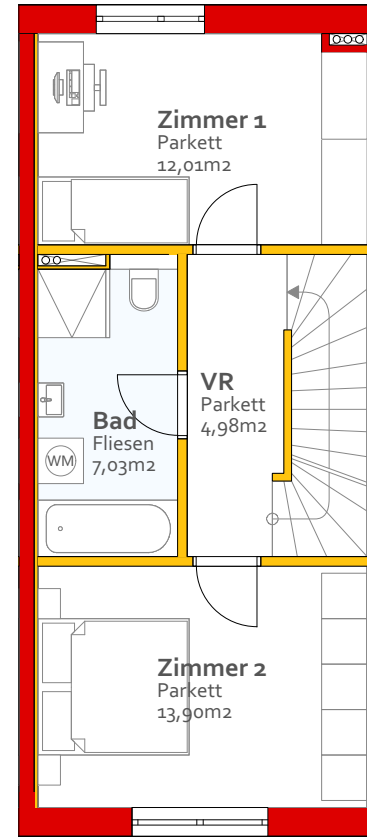 Zimmer 1
Parkett
12,01m2
VR
Parkett
4,98m2
Bad
Fliesen
7,03m2
WM
Zimmer 2
Parkett
13,90m2